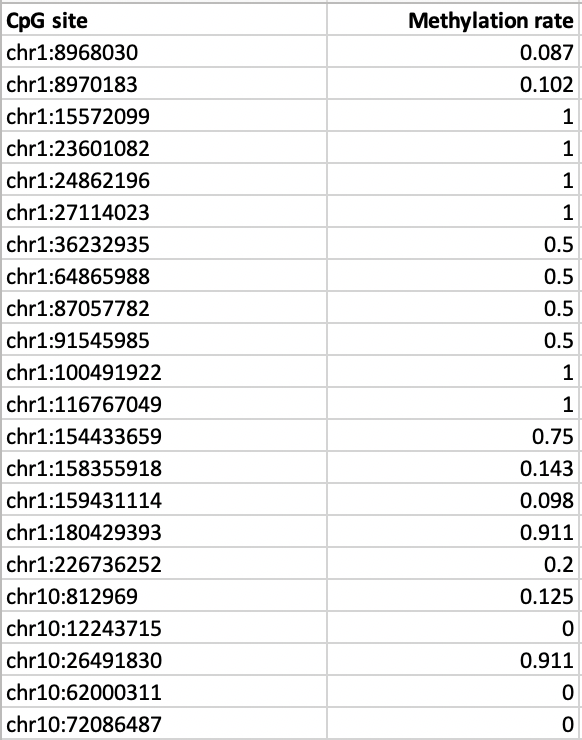 CpG site Methylation rate
chr1:8968030 0.087
chr1:8970183 0.102
chr1:15572099 1
chr1:23601082 1
chr1:24862196 1
chr1:27114023 1
chr1:36232935 0.5
chr1:64865988 0.5
chr1:87057782 0.5
chr1:91545985 0.5
chr1:100491922 1
chr1:116767049 1
chr1:154433659 0.75
chr1:158355918 0.143
chr1:159431114 0.098
chr1:180429393 0.911
chr1:226736252 0.2
chr10:812969 0.125
chr10:12243715 0
chr10:26491830 0.911
chr10:62000311 0
chr10:72086487 0